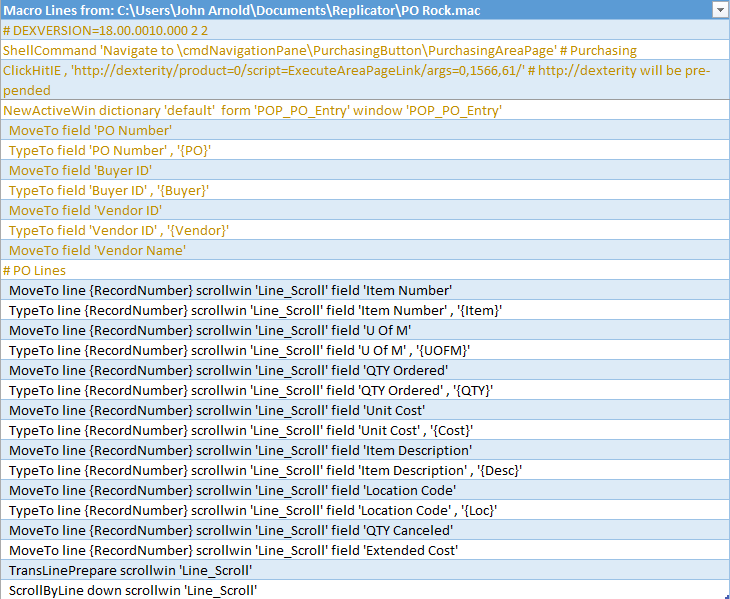 Macro Lines from: C:\Users\John Arnold\Documents\Replicator\PO Rock.mac
# DEXVERSION=18.00.0010.000 2 2
ShellCommand 'Navigate to \cmdNavigationPane\PurchasingButton\PurchasingAreaPage' # Purchasing
ClickHitIE , 'http://dexterity/product=0/script=ExecuteAreaPageLink/args=0,1566,61/' # http://dexterity will be pre-
pended
NewActiveWin dictionary 'default'  form 'POP_PO_Entry' window 'POP_PO_Entry'
  MoveTo field 'PO Number'
  TypeTo field 'PO Number' , '{PO}'
  MoveTo field 'Buyer ID'
  TypeTo field 'Buyer ID' , '{Buyer}'
  MoveTo field 'Vendor ID'
  TypeTo field 'Vendor ID' , '{Vendor}'
  MoveTo field 'Vendor Name'
# PO Lines
  MoveTo line {RecordNumber} scrollwin 'Line_Scroll' field 'Item Number'
  TypeTo line {RecordNumber} scrollwin 'Line_Scroll' field 'Item Number' , '{Item}'
  MoveTo line {RecordNumber} scrollwin 'Line_Scroll' field 'U Of M'
  TypeTo line {RecordNumber} scrollwin 'Line_Scroll' field 'U Of M' , '{UOFM}'
  MoveTo line {RecordNumber} scrollwin 'Line_Scroll' field 'QTY Ordered'
  TypeTo line {RecordNumber} scrollwin 'Line_Scroll' field 'QTY Ordered' , '{QTY}'
  MoveTo line {RecordNumber} scrollwin 'Line_Scroll' field 'Unit Cost'
  TypeTo line {RecordNumber} scrollwin 'Line_Scroll' field 'Unit Cost' , '{Cost}'
  MoveTo line {RecordNumber} scrollwin 'Line_Scroll' field 'Item Description'
  TypeTo line {RecordNumber} scrollwin 'Line_Scroll' field 'Item Description' , '{Desc}'
  MoveTo line {RecordNumber} scrollwin 'Line_Scroll' field 'Location Code'
  TypeTo line {RecordNumber} scrollwin 'Line_Scroll' field 'Location Code' , '{Loc}'
  MoveTo line {RecordNumber} scrollwin 'Line_Scroll' field 'QTY Canceled'
  MoveTo line {RecordNumber} scrollwin 'Line_Scroll' field 'Extended Cost'
  TransLinePrepare scrollwin 'Line_Scroll'
  ScrollByLine down scrollwin 'Line_Scroll'